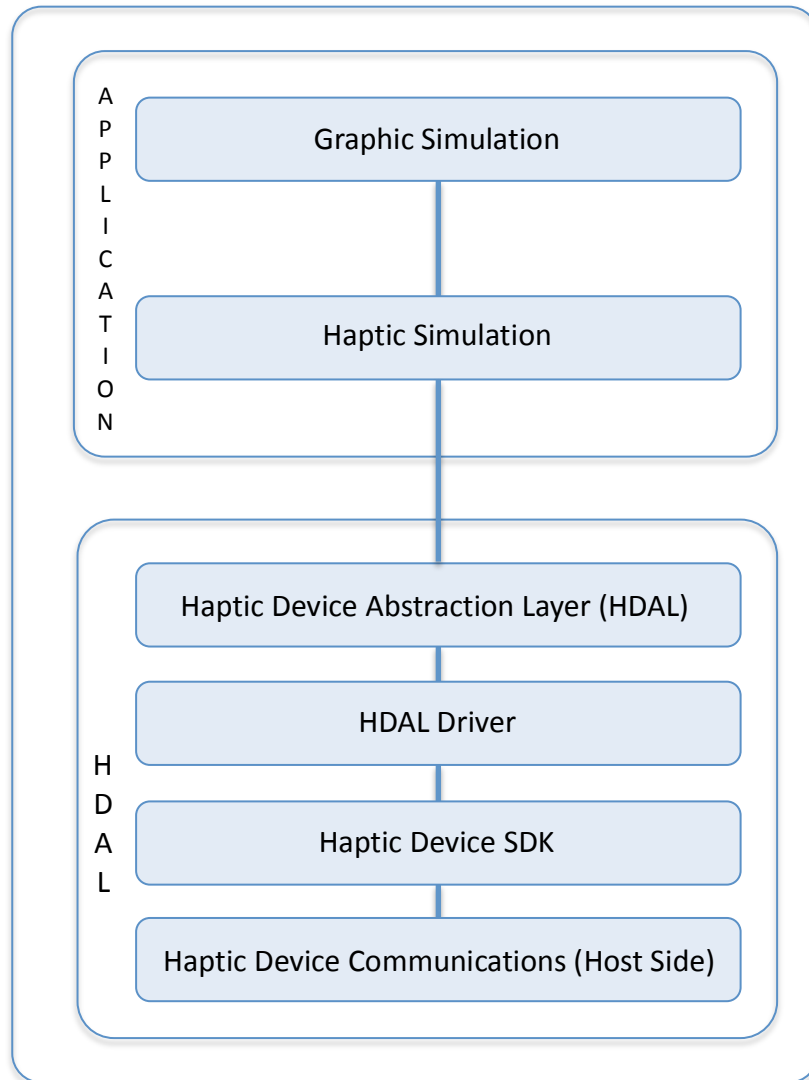 APPLICATION
Graphic Simulation
Haptic Simulation
HDAL
Haptic Device Abstraction Layer (HDAL)
HDAL Driver
Haptic Device SDK
Haptic Device Communications (Host Side)